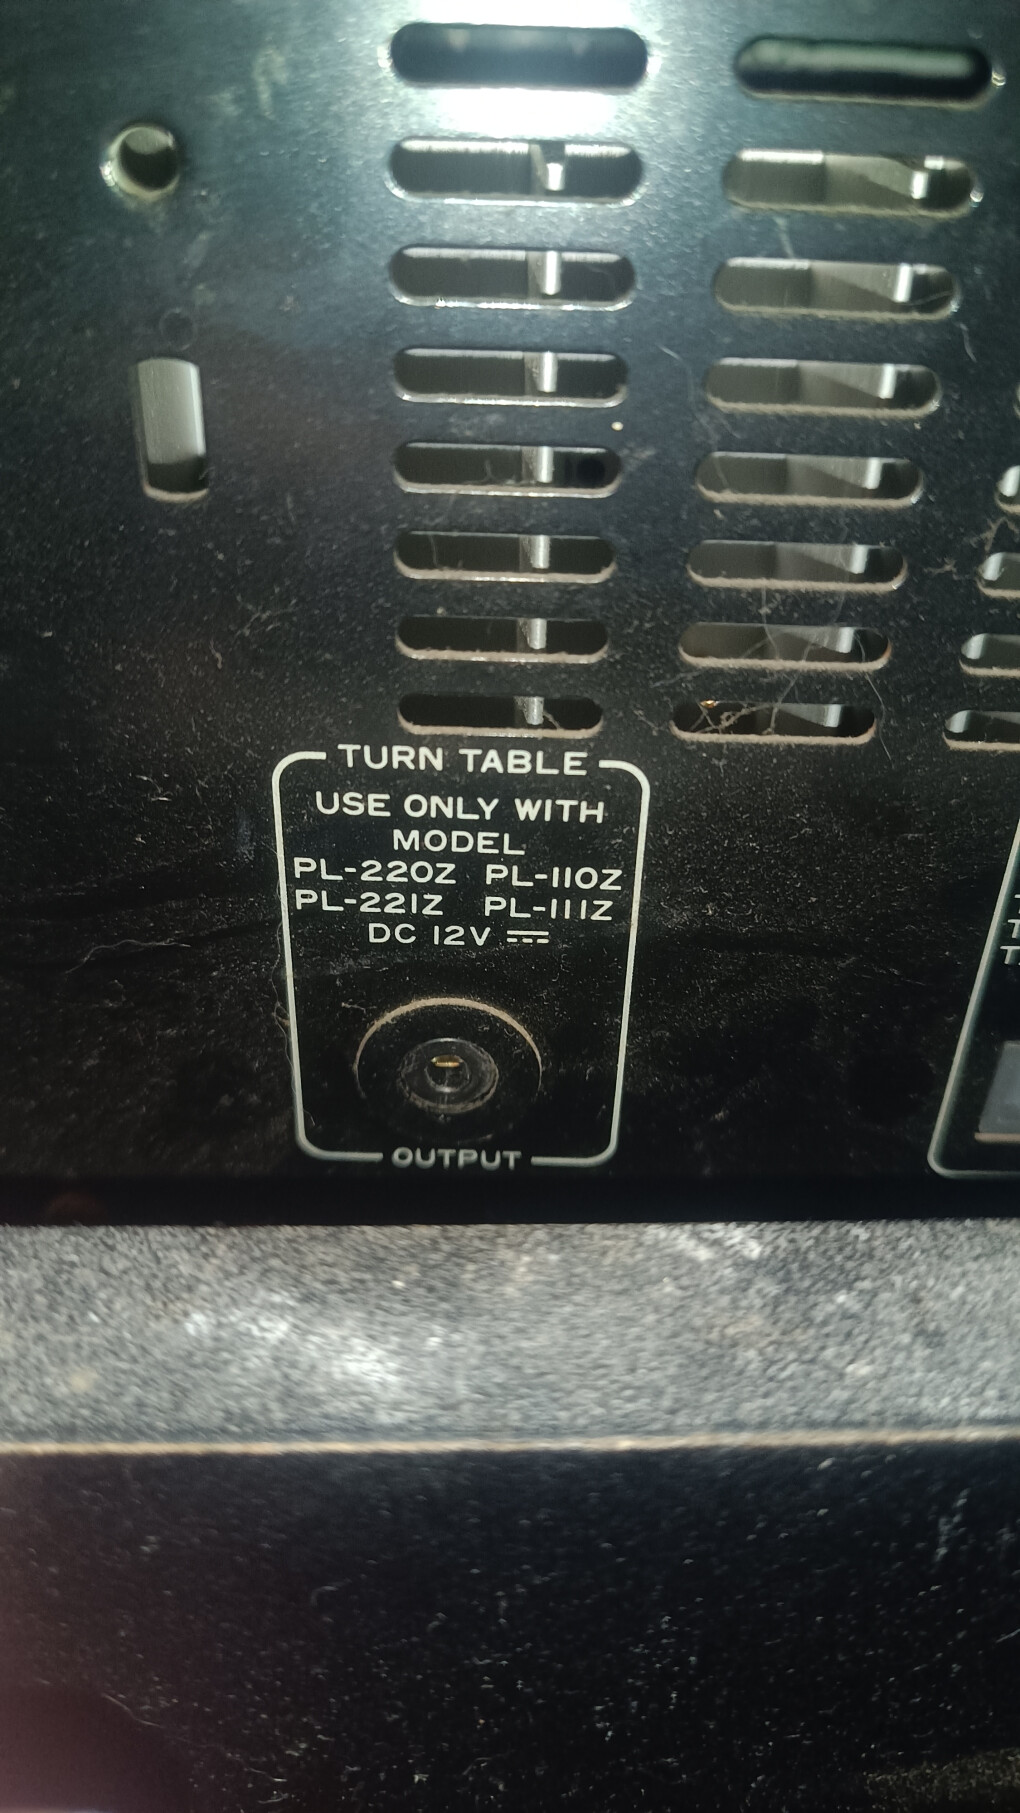 TURN TABLE
USE ONLY WITH
MODEL
PL-220Z PL-110Z
PL-221Z PL-111Z
DC 12V
OUTPUT